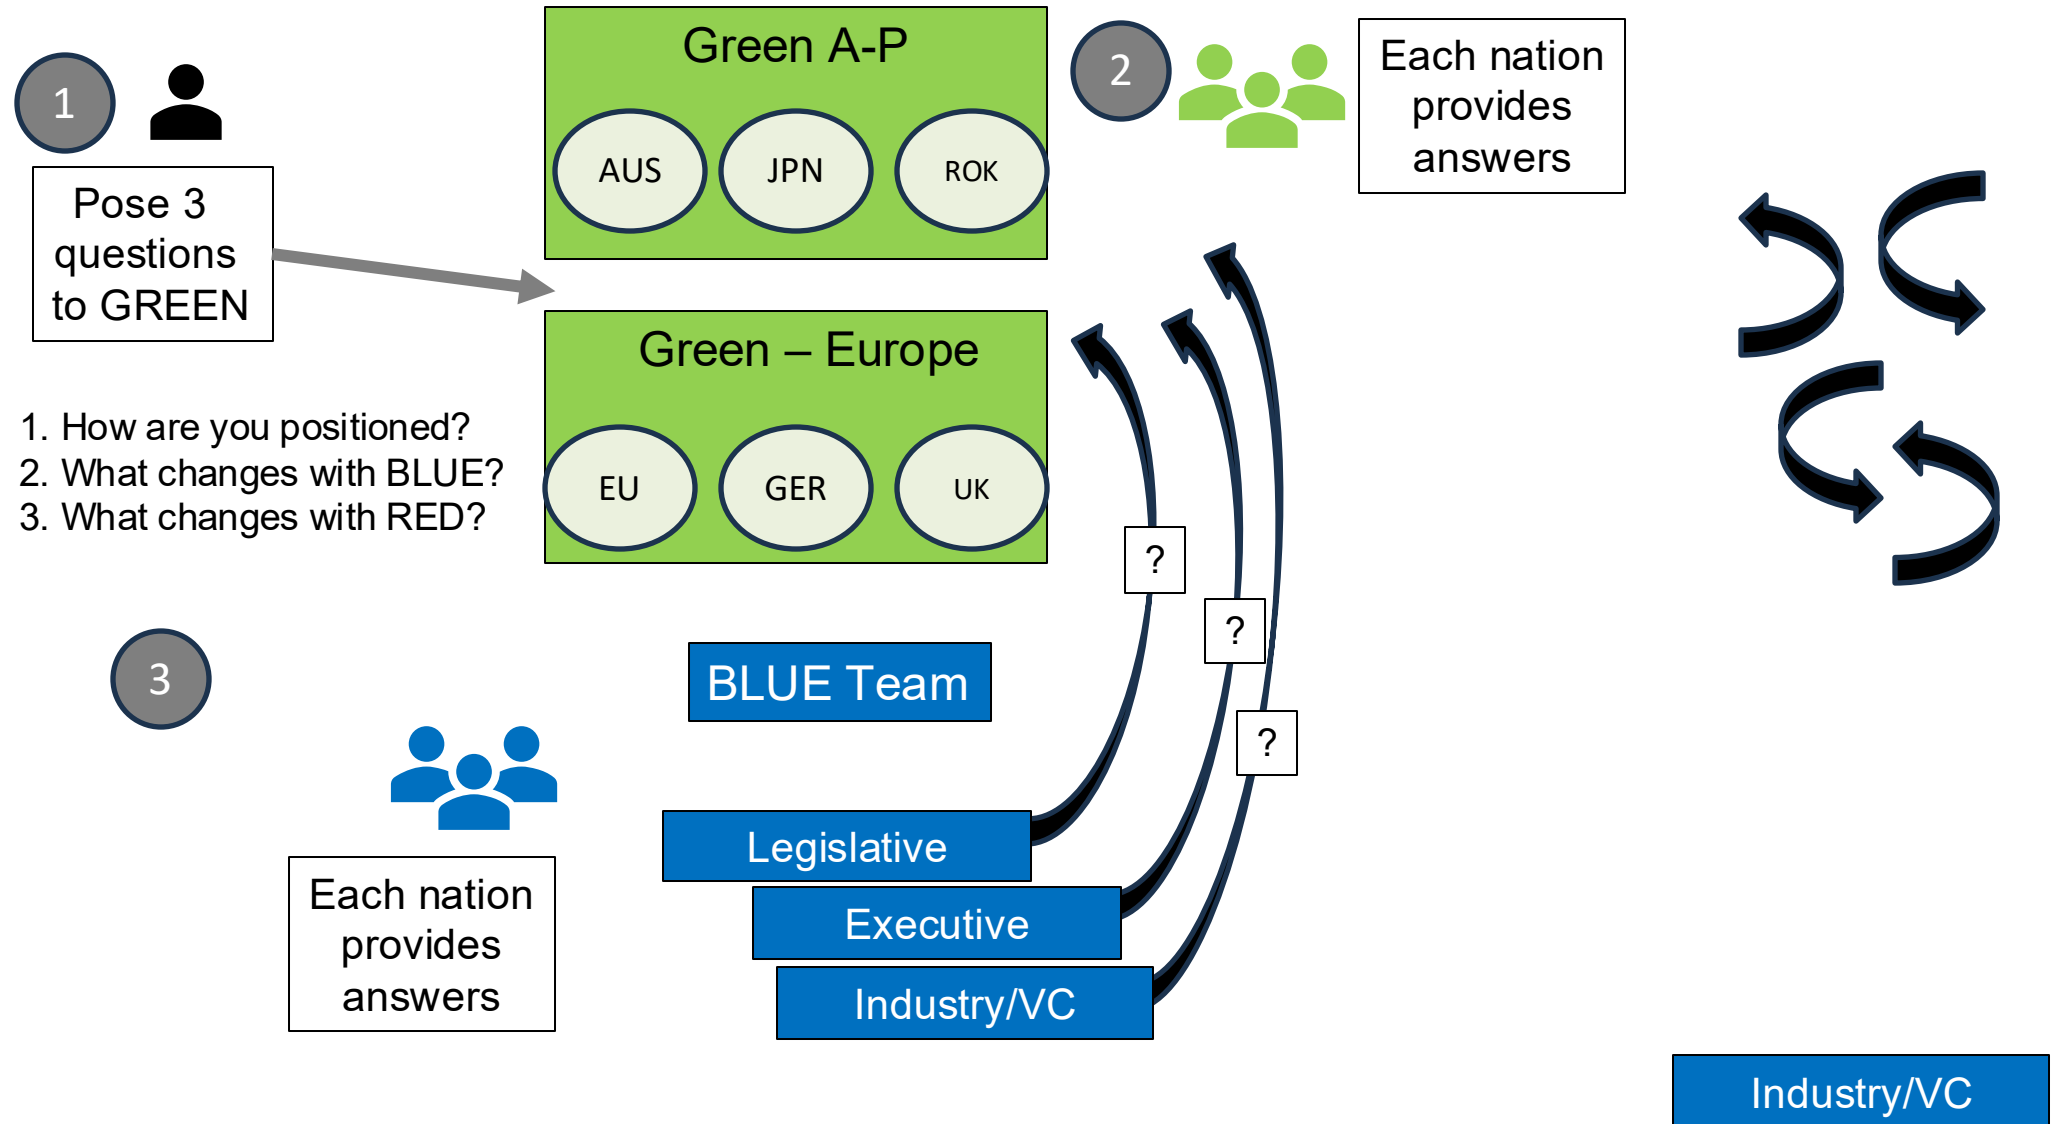 1
Pose 3
questions
to GREEN
1. How are you positioned?
2. What changes with BLUE?
3. What changes with RED?
Green A-P
AUS
JPN
ROK
Green – Europe
EU
GER
UK
2
Each nation
provides
answers
3
Each nation
provides
answers
BLUE Team
Legislative
Executive
Industry/VC
?
?
?
Industry/VC